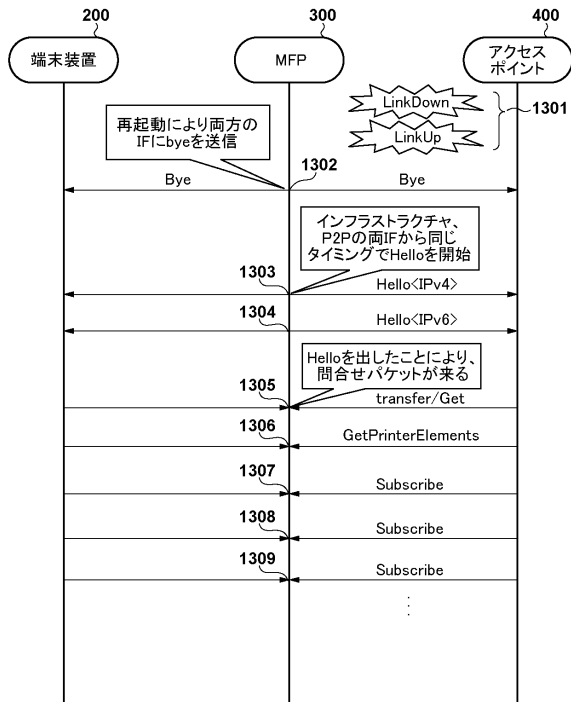 200
300
400
端末装置
MFP
アクセス
ポイント
LinkDown
LinkUp
1301
再起動により両方の
IFにbyeを送信
1302
Bye
Bye
インフラストラクチャ、
P2Pの両IFから同じ
タイミングでHelloを開始
1303
Hello<IPv4>
1304
Hello<IPv6>
Helloを出したことにより、
問合せパケットが来る
1305
transfer/Get
1306
GetPrinterElements
1307
Subscribe
1308
Subscribe
1309
Subscribe